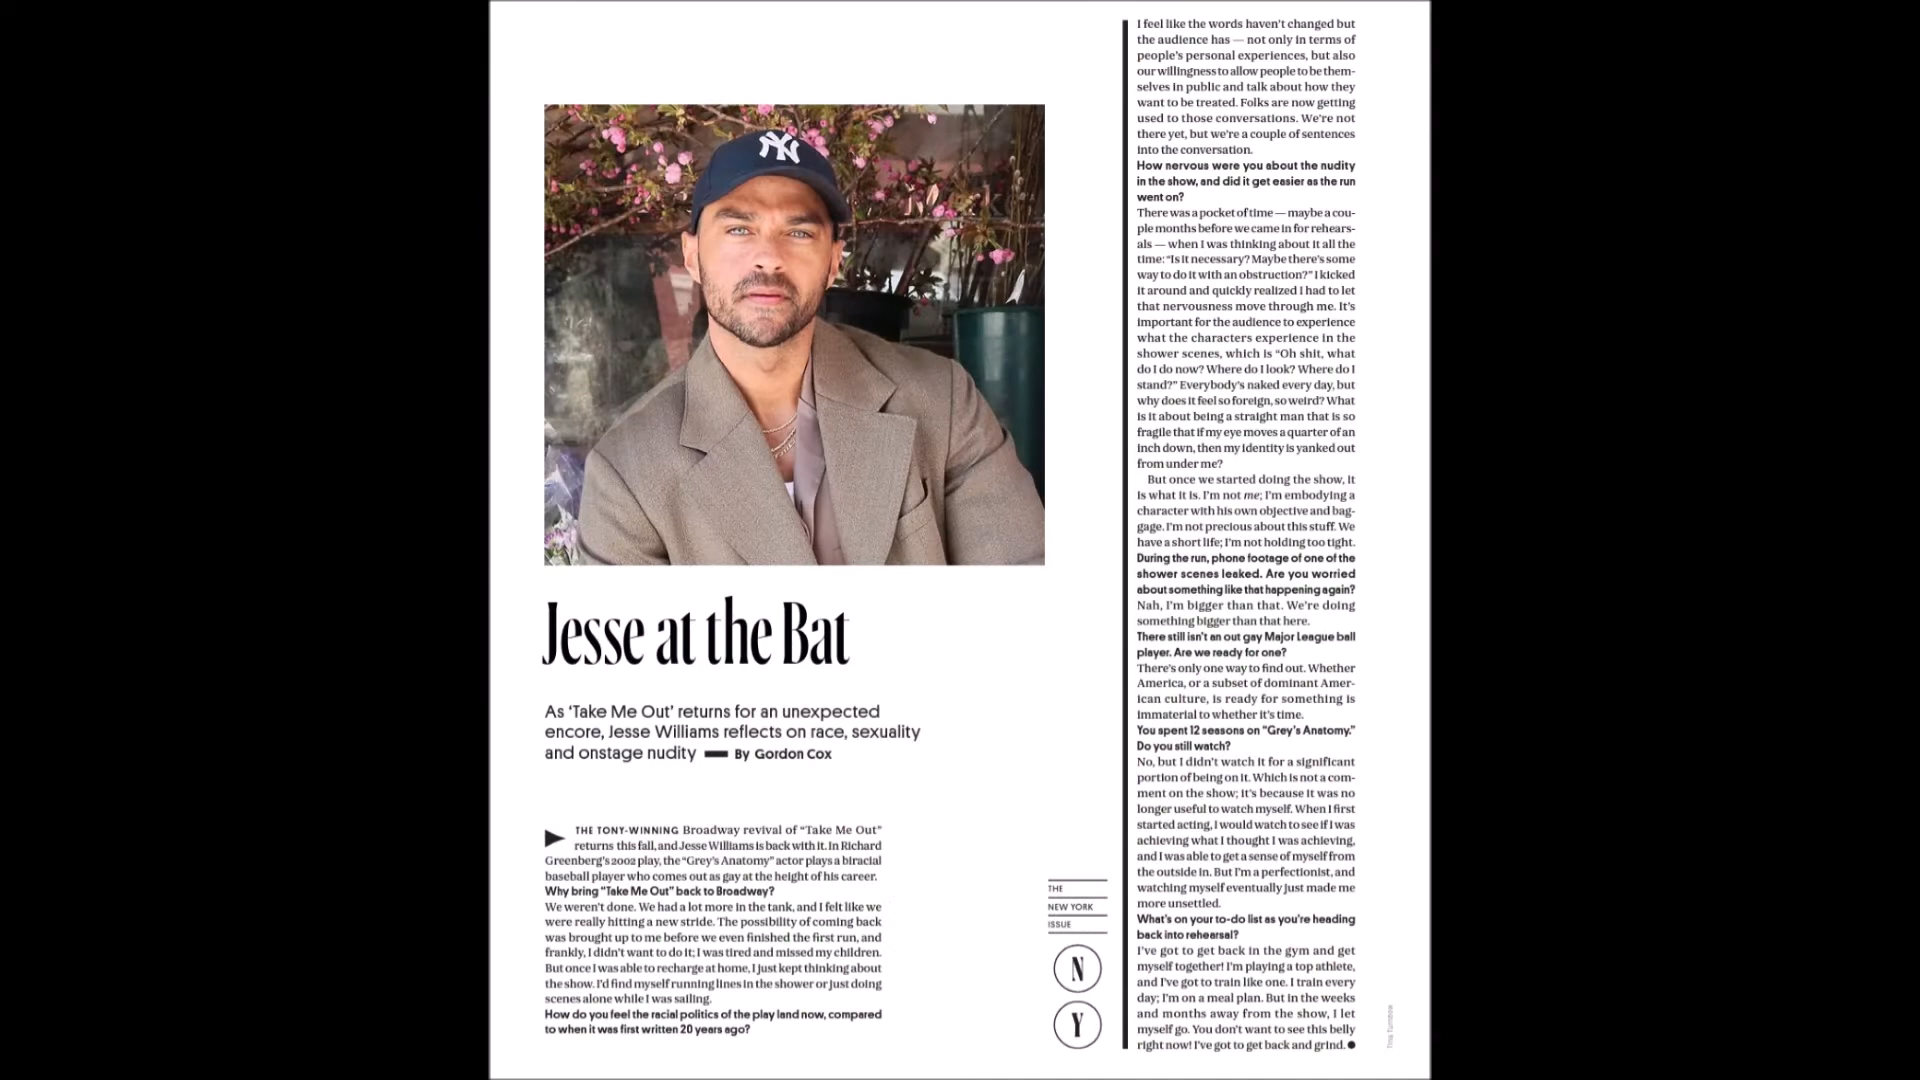 NY
Jesse at the Bat
As ‘Take Me Out’ returns for an unexpected
encore, Jesse Williams reflects on race, sexuality
and onstage nudity — By Gordon Cox
THE TONY-WINNING Broadway revival of “Take Me Out”
returns this fall, and Jesse Williams is back with it. In Richard
Greenberg’s 2002 play, the “Grey’s Anatomy” actor plays a biracial
baseball player who comes out as gay at the height of his career.
Why bring “Take Me Out” back to Broadway?
We weren’t done. We had a lot more in the tank, and I felt like we
were really hitting a new stride. The possibility of coming back
was brought up to me before we even finished the first run, and
frankly, I didn’t want to do it; I was tired and missed my children.
But once I was able to recharge at home, I just kept thinking about
the show. I’d find myself running lines in the shower or just doing
scenes alone while I was sailing.
How do you feel the racial politics of the play land now, compared
to when it was first written 20 years ago?
THE
NEW YORK
ISSUE
N
Y
I feel like the words haven’t changed but
the audience has — not only in terms of
people’s personal experiences, but also
our willingness to allow people to be them-
selves in public and talk about how they
want to be treated. Folks are now getting
used to those conversations. We’re not
there yet, but we’re a couple of sentences
into the conversation.
How nervous were you about the nudity
in the show, and did it get easier as the run
went on?
There was a pocket of time — maybe a cou-
ple months before we came in for rehears-
als — when I was thinking about it all the
time: “Is it necessary? Maybe there’s some
way to do it with an obstruction?” I kicked
it around and quickly realized I had to let
that nervousness move through me. It’s
important for the audience to experience
what the characters experience in the
shower scenes, which is “Oh shit, what
do I do now? Where do I look? Where do I
stand?” Everybody’s naked every day, but
why does it feel so foreign, so weird? What
is it about being a straight man that is so
fragile that if my eye moves a quarter of an
inch down, then my identity is yanked out
from under me?
But once we started doing the show, it
is what it is. I’m not me; I’m embodying a
character with his own objective and bag-
gage. I’m not precious about this stuff. We
have a short life; I’m not holding too tight.
During the run, phone footage of one of the
shower scenes leaked. Are you worried
about something like that happening again?
Nah, I’m bigger than that. We’re doing
something bigger than that here.
There still isn’t an out gay Major League ball
player. Are we ready for one?
There’s only one way to find out. Whether
America, or a subset of dominant Amer-
ican culture, is ready for something is
immaterial to whether it’s time.
You spent 12 seasons on “Grey’s Anatomy.”
Do you still watch?
No, but I didn’t watch it for a significant
portion of being on it. Which is not a com-
ment on the show; it’s because it was no
longer useful to watch myself. When I first
started acting, I would watch to see if I was
achieving what I thought I was achieving,
and I was able to get a sense of myself from
the outside in. But I’m a perfectionist, and
watching myself eventually just made me
more unsettled.
What’s on your to-do list as you’re heading
back into rehearsal?
I’ve got to get back in the gym and get
myself together! I’m playing a top athlete,
and I’ve got to train like one. I train every
day; I’m on a meal plan. But in the weeks
and months away from the show, I let
myself go. You don’t want to see this belly
right now! I’ve got to get back and grind.